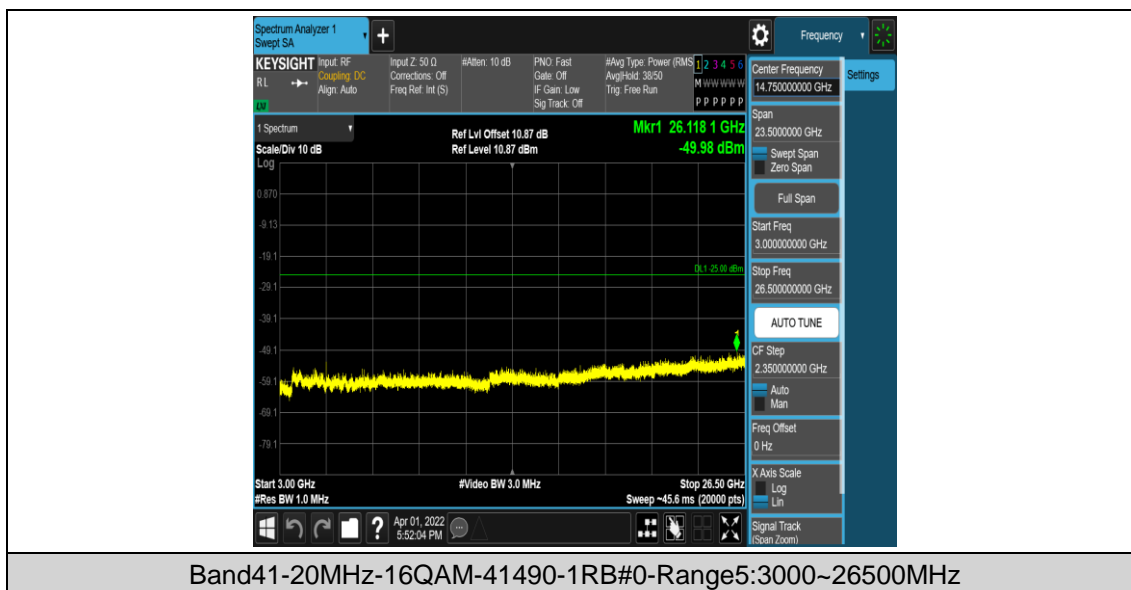 Spectrum Analyzer 1
Swept SA
+
Frequency
KEYSIGHT
RL
LXI
Input: RF
Coupling: DC
Align: Auto
Input Z: 50 Ω
Corrections: Off
Freq Ref: Int (S)
#Atten: 10 dB
PNO: Fast
Gate: Off
IF Gain: Low
Sig Track: Off
#Avg Type: Power (RMS
Avg|Hold: 38/50
Trig: Free Run
1 2 3 4 5 6
M W W W W W
P P P P P P
1 Spectrum
Scale/Div 10 dB
Log
Ref Lvl Offset 10.87 dB
Ref Level 10.87 dBm
Mkr1 26.118 1 GHz
-49.98 dBm
0.870
-9.13
-19.1
DL1 -25.00 dBm
-29.1
-39.1
1
-49.1
-59.1
-69.1
-79.1
Start 3.00 GHz
#Res BW 1.0 MHz
#Video BW 3.0 MHz
Stop 26.50 GHz
Sweep ~45.6 ms (20000 pts)
?
Apr 01, 2022
5:52:04 PM
Center Frequency
14.750000000 GHz
Settings
Span
23.5000000 GHz
Swept Span
Zero Span
Full Span
Start Freq
3.000000000 GHz
Stop Freq
26.500000000 GHz
AUTO TUNE
CF Step
2.350000000 GHz
Auto
Man
Freq Offset
0 Hz
X Axis Scale
Log
Lin
Signal Track
(Span Zoom)
Band41-20MHz-16QAM-41490-1RB#0-Range5:3000~26500MHz